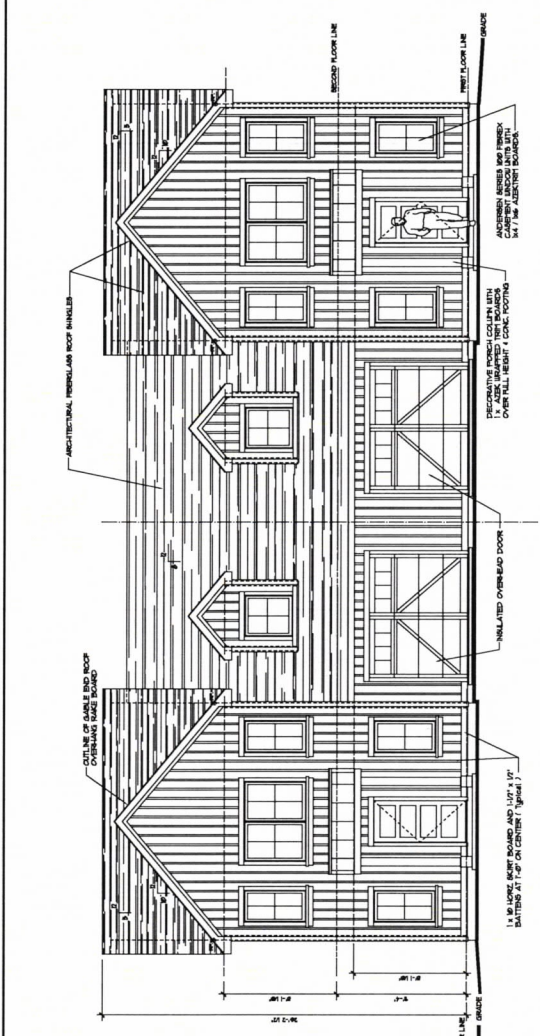 ARCHITECTURAL FIBERGLASS ROOF SHINGLES
OUTLINE OF GABLE END ROOF
OVERHANG RAKE BOARD
SECOND FLOOR LINE
FIRST FLOOR LINE
GRADE
ANDERSEN SERIES 100 FIBREX
CASEMENT WINDOW UNITS WITH
1x4 / 1x6 AZEK TRIM BOARDS.
DECORATIVE PORCH COLUMN WITH
1 x AZEK WRAPPED TRIM BOARDS
OVER FULL HEIGHT & CONC. FOOTING
INSULATED OVERHEAD DOOR
1 x 10 HORZ. SKIRT BOARD AND 1-1/2" x 1/2"
BATTENS AT 1'-0" ON CENTER ( Typical )
GRADE
LINE